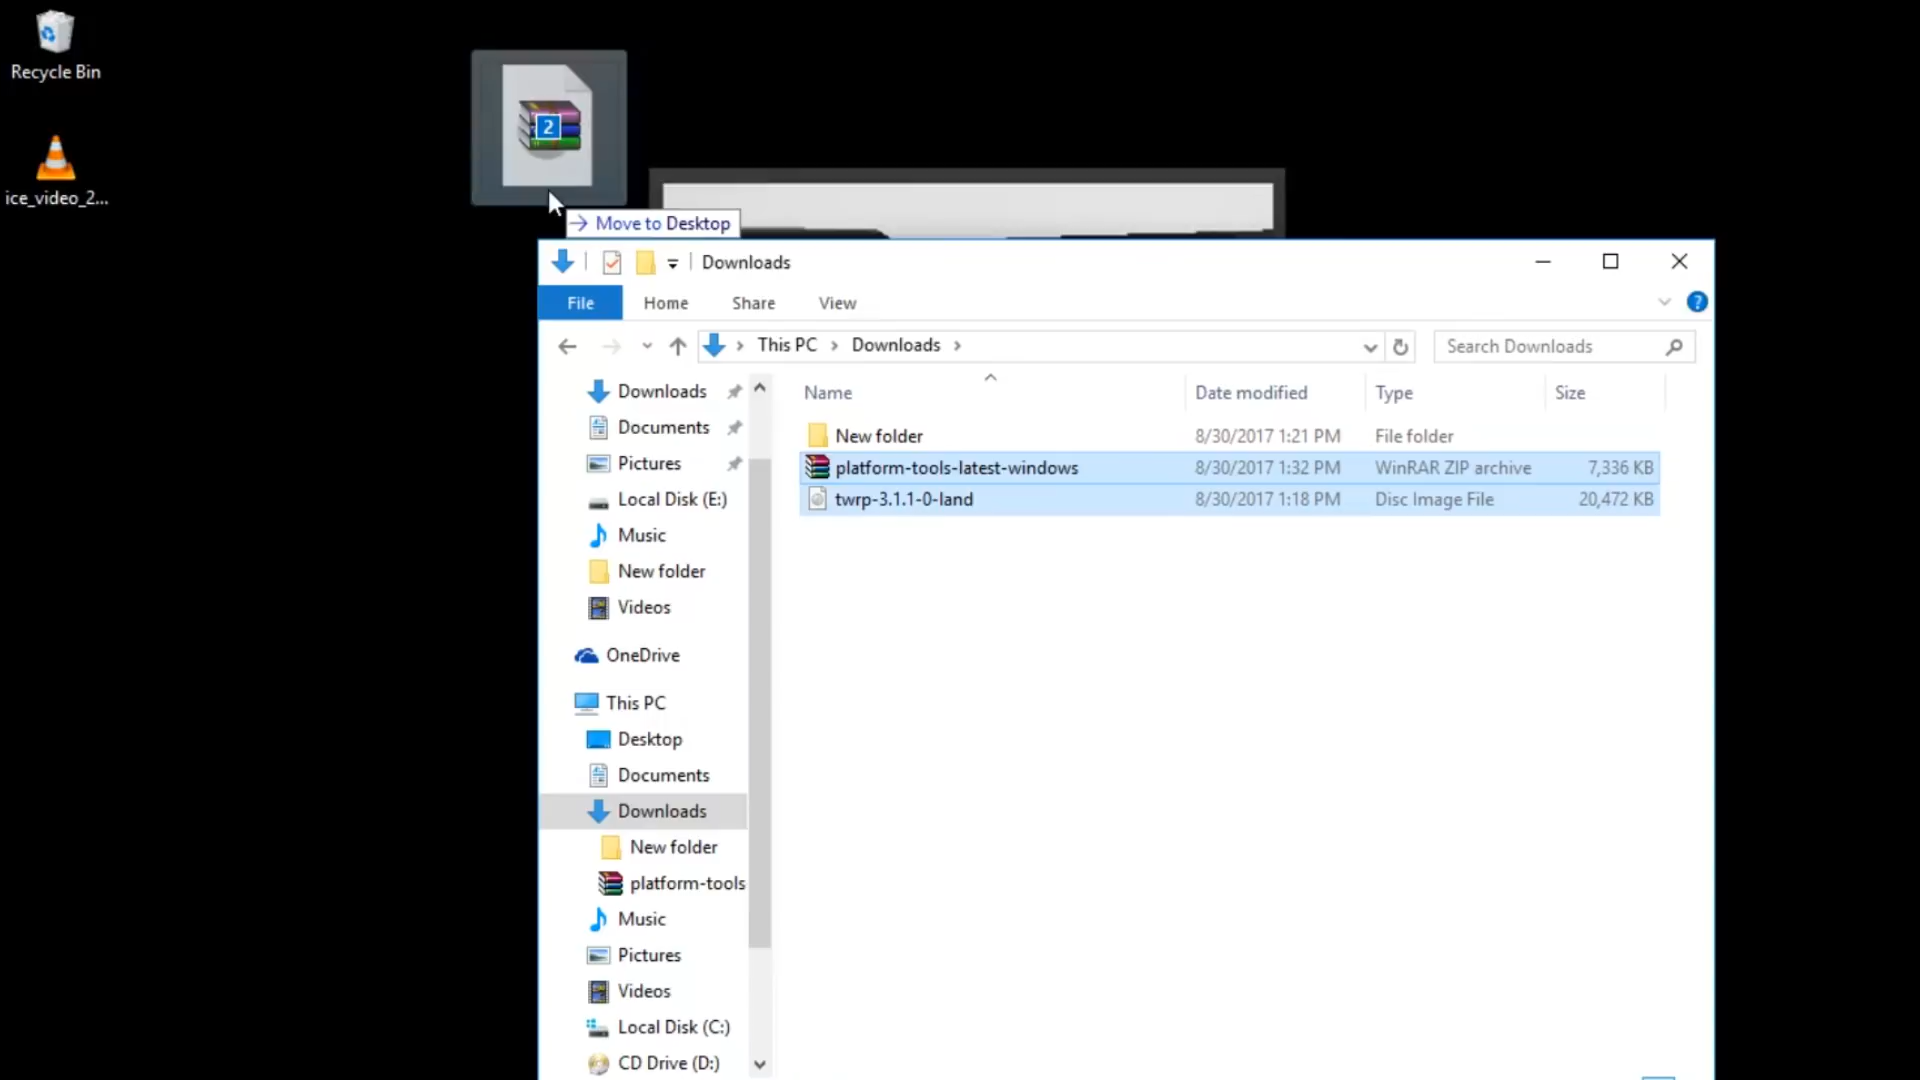 Recycle Bin
ice_video_2...
2
Move to Desktop
Downloads
File Home Share View
This PC Downloads
Search Downloads
Downloads
Documents
Pictures
Local Disk (E:)
Music
New folder
Videos
OneDrive
This PC
Desktop
Documents
Downloads
New folder
platform-tools
Music
Pictures
Videos
Local Disk (C:)
CD Drive (D:)
Name Date modified Type Size
New folder 8/30/2017 1:21 PM File folder
platform-tools-latest-windows 8/30/2017 1:32 PM WinRAR ZIP archive 7,336 KB
twrp-3.1.1-0-land 8/30/2017 1:18 PM Disc Image File 20,472 KB